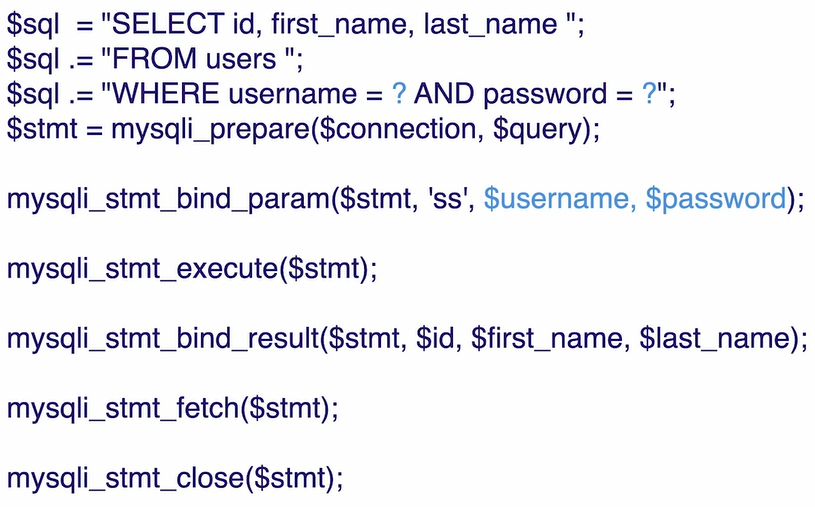 $sql  = "SELECT id, first_name, last_name ";
$sql .= "FROM users ";
$sql .= "WHERE username = ? AND password = ?";
$stmt = mysqli_prepare($connection, $query);
mysqli_stmt_bind_param($stmt, 'ss', $username, $password);
mysqli_stmt_execute($stmt);
mysqli_stmt_bind_result($stmt, $id, $first_name, $last_name);
mysqli_stmt_fetch($stmt);
mysqli_stmt_close($stmt);